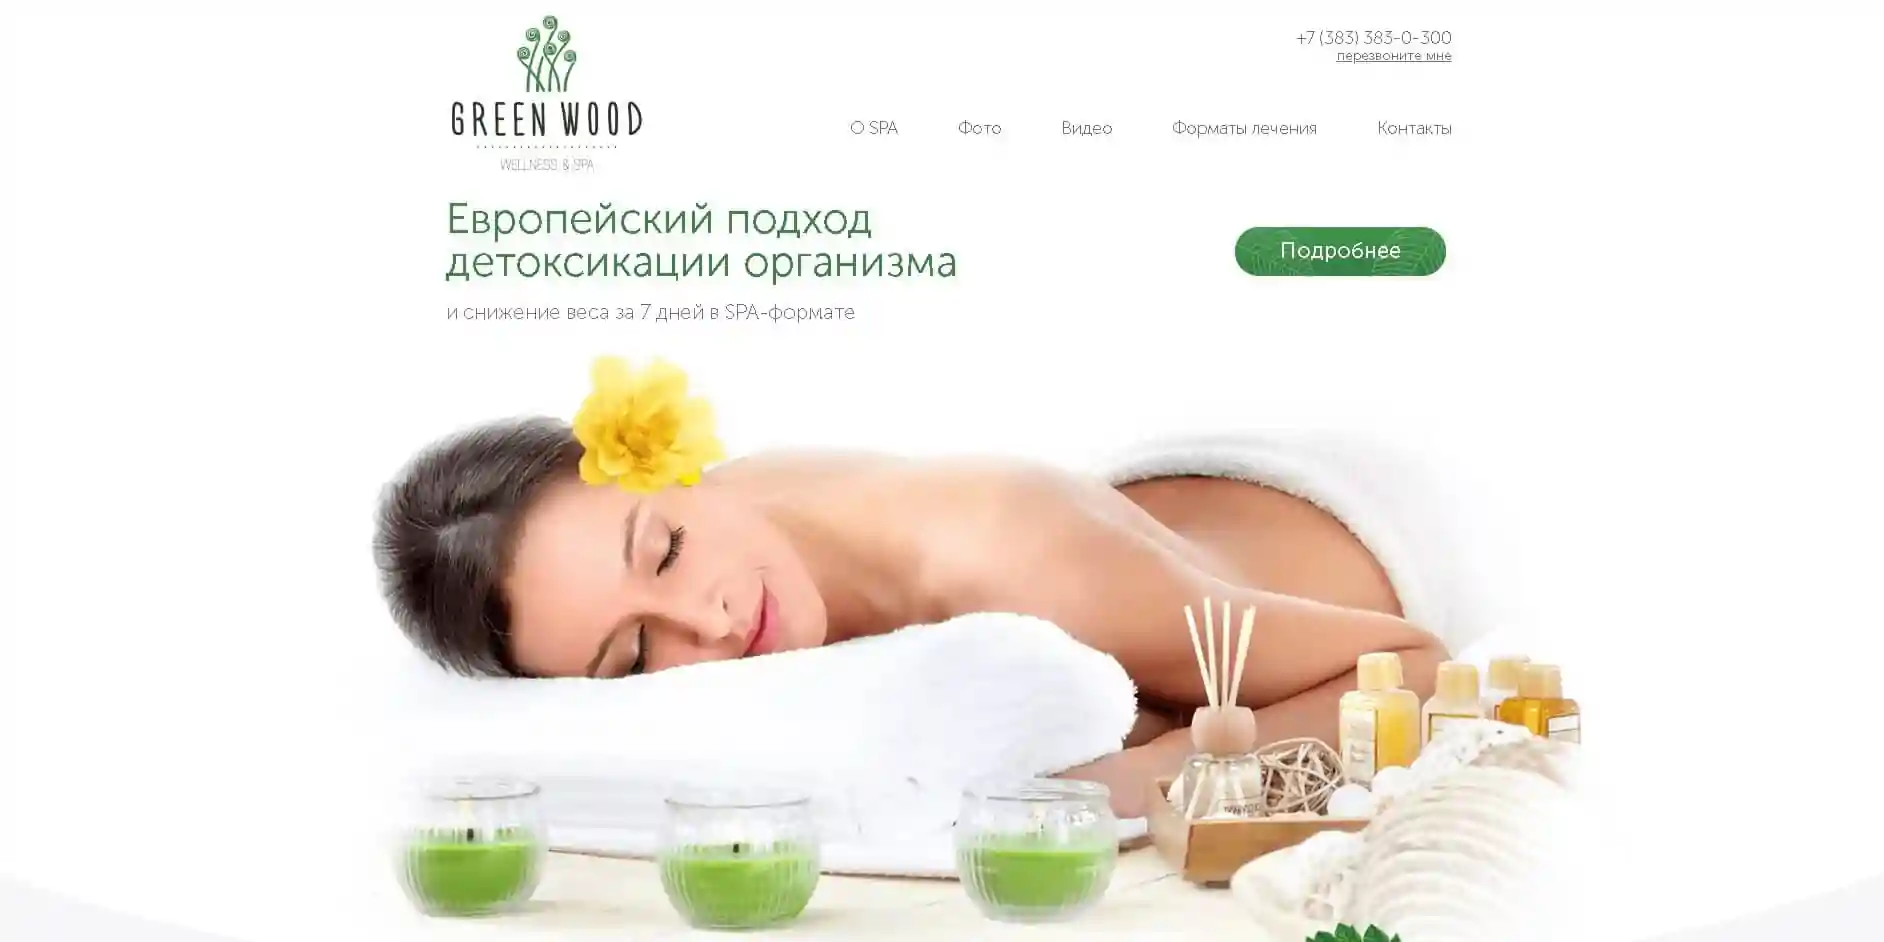 +7 (383) 383-0-300
перезвоните мне
GREEN WOOD
WELLNESS & SPA
О SPA
Фото
Видео
Форматы лечения
Контакты
Европейский подход
детоксикации организма
Подробнее
и снижение веса за 7 дней в SPA-формате